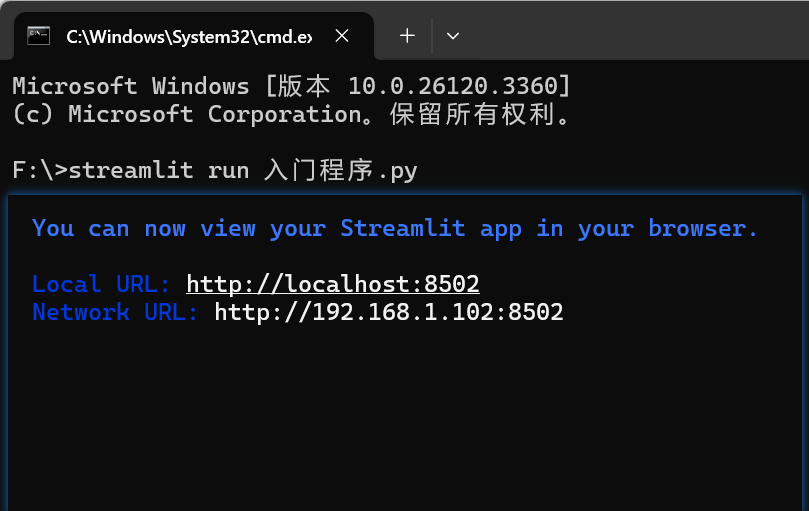 C:\Windows\System32\cmd.ex
Microsoft Windows [版本 10.0.26120.3360]
(c) Microsoft Corporation。保留所有权利。
F:\>streamlit run 入门程序.py
You can now view your Streamlit app in your browser.
Local URL: http://localhost:8502
Network URL: http://192.168.1.102:8502